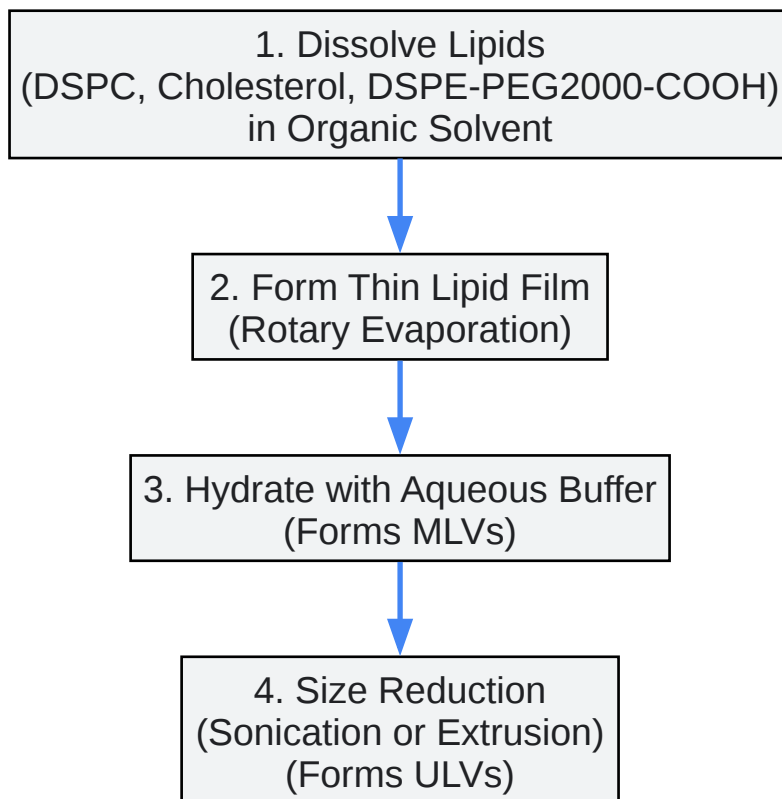 1. Dissolve Lipids
(DSPC, Cholesterol, DSPE-PEG2000-COOH)
in Organic Solvent
2. Form Thin Lipid Film
(Rotary Evaporation)
3. Hydrate with Aqueous Buffer
(Forms MLVs)
4. Size Reduction
(Sonication or Extrusion)
(Forms ULVs)